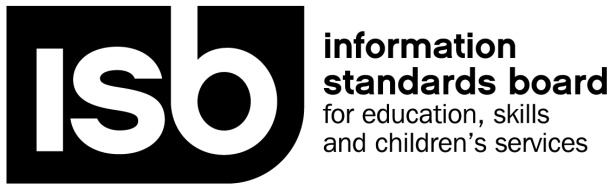 isb
information
standards board
for education, skills
and children's services